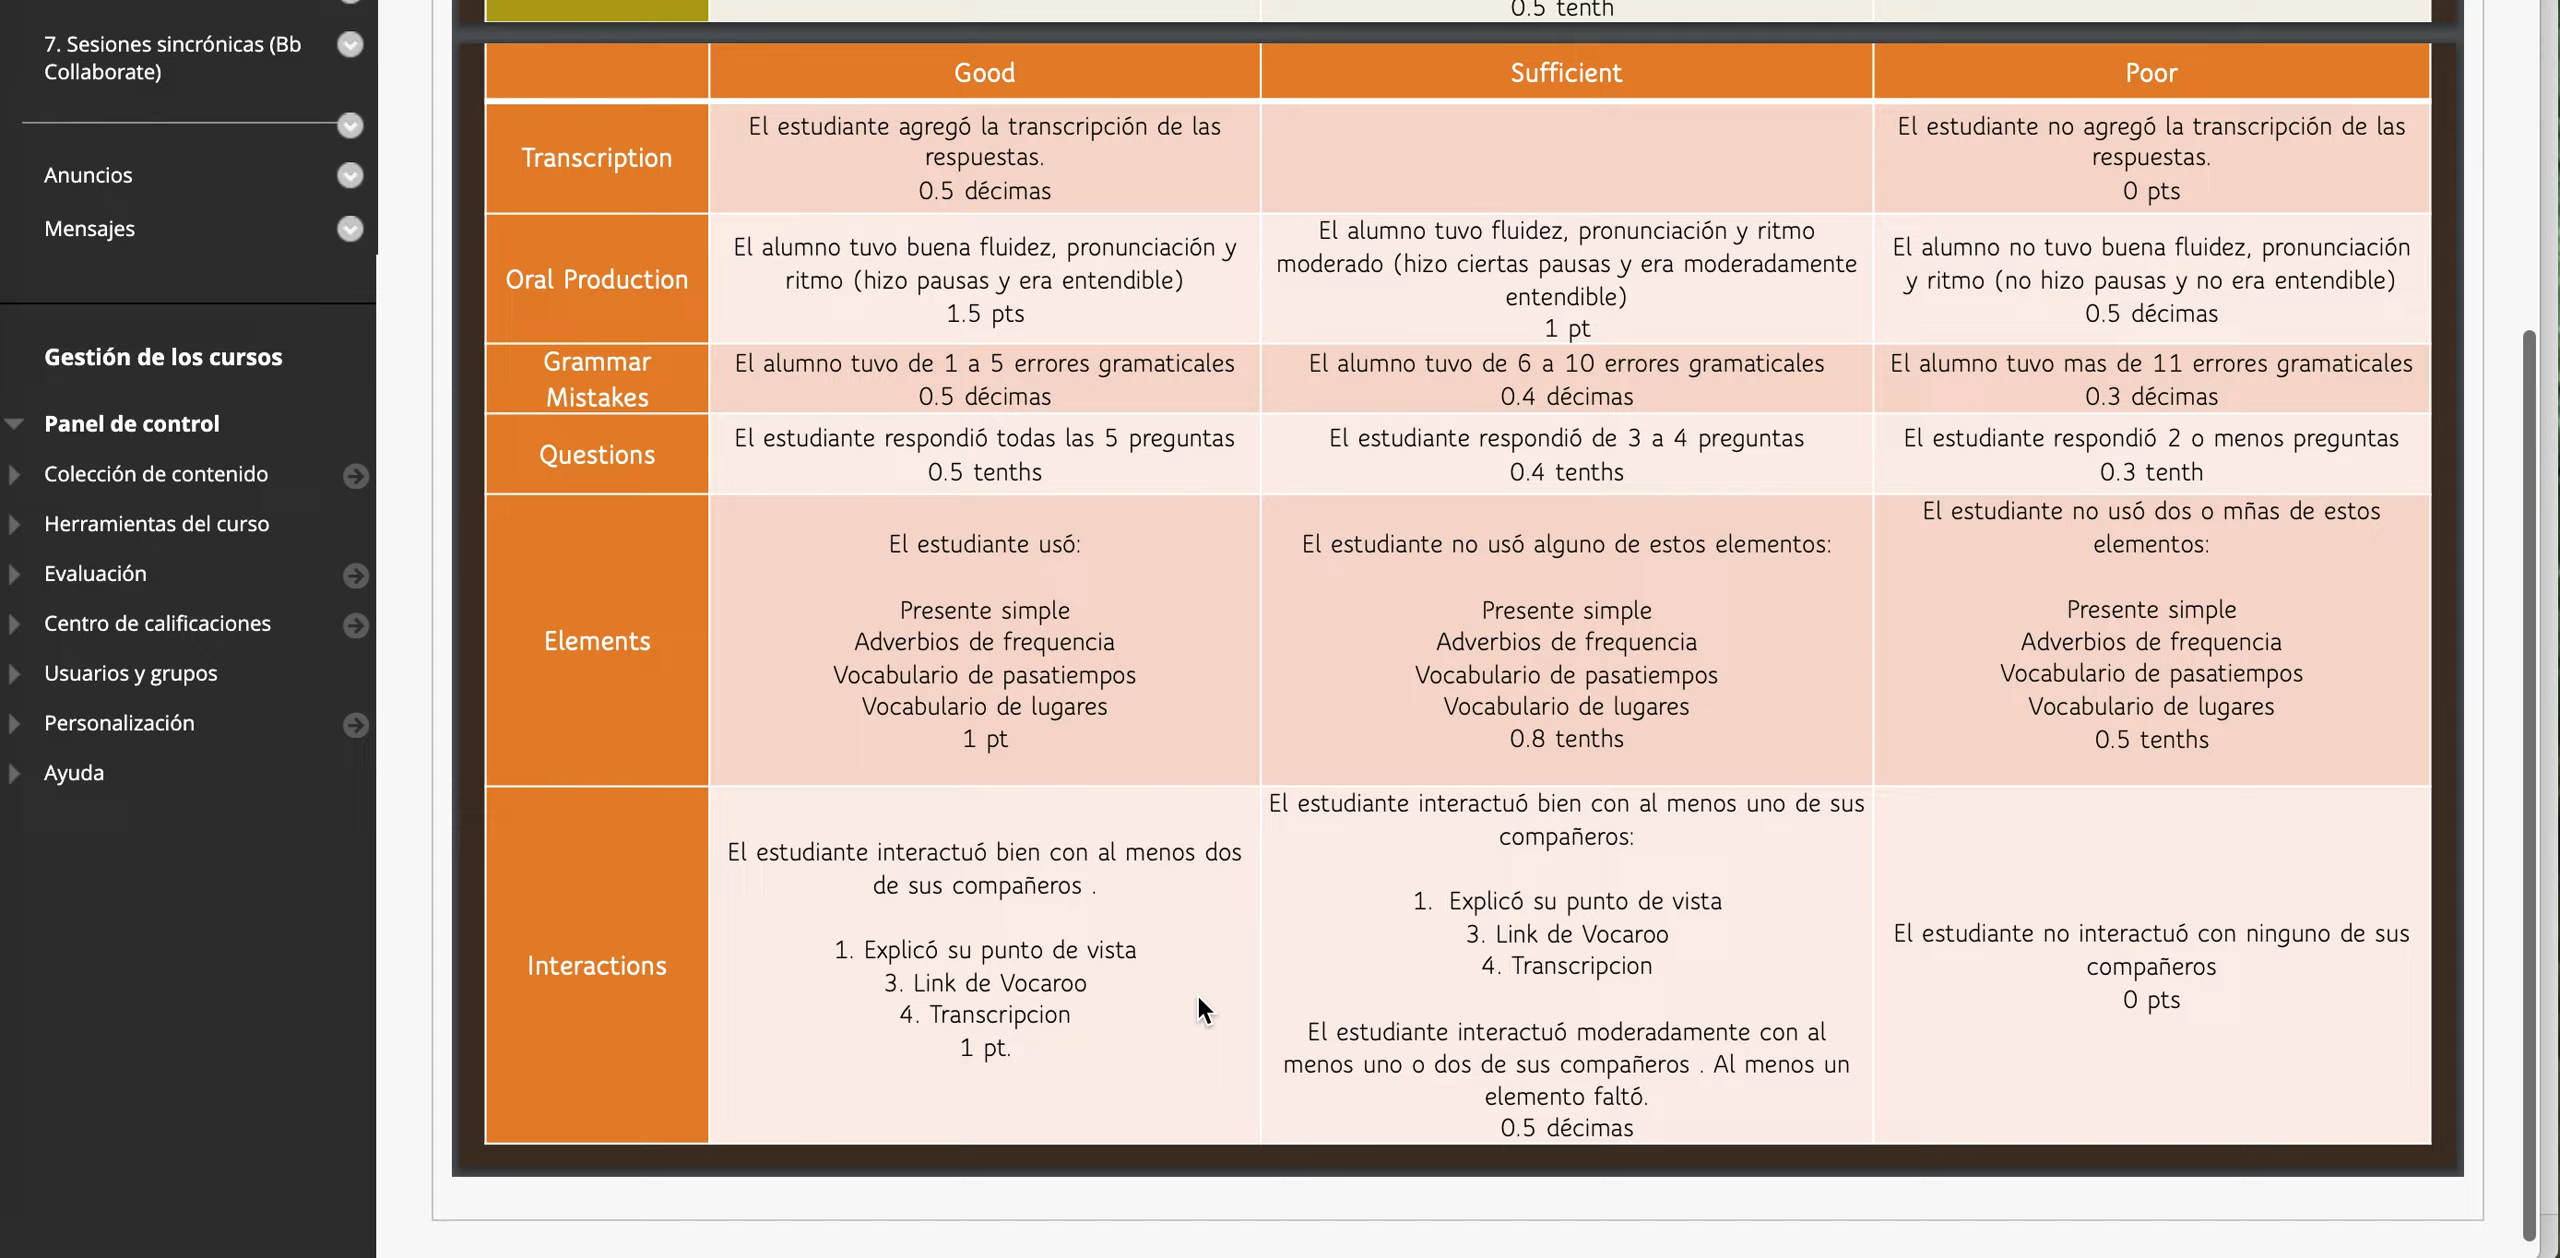 7. Sesiones sincrónicas (Bb
Collaborate)
Anuncios
Mensajes
Gestión de los cursos
Panel de control
Colección de contenido
Herramientas del curso
Evaluación
Centro de calificaciones
Usuarios y grupos
Personalización
Ayuda
0.5 tenth
Good
Sufficient
Poor
Transcription
El estudiante agregó la transcripción de las
respuestas.
0.5 décimas
El estudiante no agregó la transcripción de las
respuestas.
0 pts
Oral Production
El alumno tuvo buena fluidez, pronunciación y
ritmo (hizo pausas y era entendible)
1.5 pts
El alumno tuvo fluidez, pronunciación y ritmo
moderado (hizo ciertas pausas y era moderadamente
entendible)
1 pt
El alumno no tuvo buena fluidez, pronunciación
y ritmo (no hizo pausas y no era entendible)
0.5 décimas
Grammar
Mistakes
El alumno tuvo de 1 a 5 errores gramaticales
0.5 décimas
El alumno tuvo de 6 a 10 errores gramaticales
0.4 décimas
El alumno tuvo mas de 11 errores gramaticales
0.3 décimas
Questions
El estudiante respondió todas las 5 preguntas
0.5 tenths
El estudiante respondió de 3 a 4 preguntas
0.4 tenths
El estudiante respondió 2 o menos preguntas
0.3 tenth
Elements
El estudiante usó:
Presente simple
Adverbios de frequencia
Vocabulario de pasatiempos
Vocabulario de lugares
1 pt
El estudiante no usó alguno de estos elementos:
Presente simple
Adverbios de frequencia
Vocabulario de pasatiempos
Vocabulario de lugares
0.8 tenths
El estudiante no usó dos o mñas de estos
elementos:
Presente simple
Adverbios de frequencia
Vocabulario de pasatiempos
Vocabulario de lugares
0.5 tenths
Interactions
El estudiante interactuó bien con al menos dos
de sus compañeros .
1. Explicó su punto de vista
3. Link de Vocaroo
4. Transcripcion
1 pt.
El estudiante interactuó bien con al menos uno de sus
compañeros:
1. Explicó su punto de vista
3. Link de Vocaroo
4. Transcripcion
El estudiante interactuó moderadamente con al
menos uno o dos de sus compañeros . Al menos un
elemento faltó.
0.5 décimas
El estudiante no interactuó con ninguno de sus
compañeros
0 pts